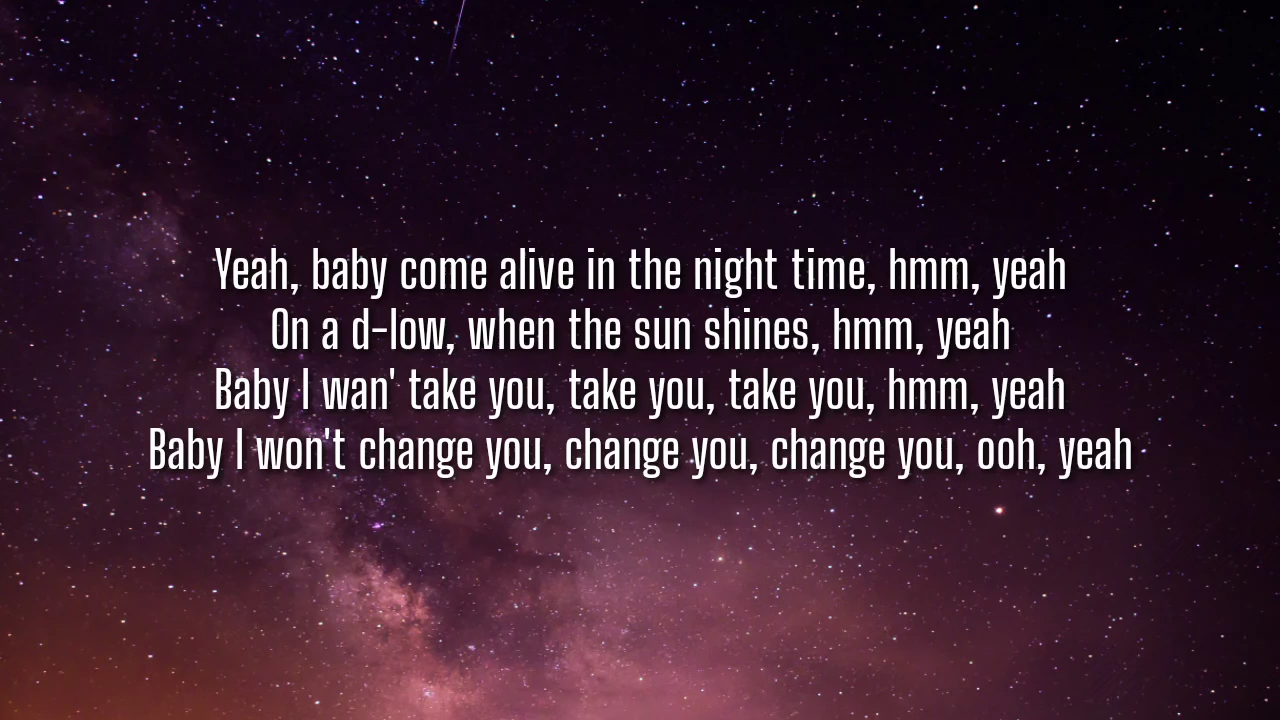 Yeah, baby come alive in the night time, hmm, yeah
On a d-low, when the sun shines, hmm, yeah
Baby I wan' take you, take you, take you, hmm, yeah
Baby I won't change you, change you, change you, ooh, yeah